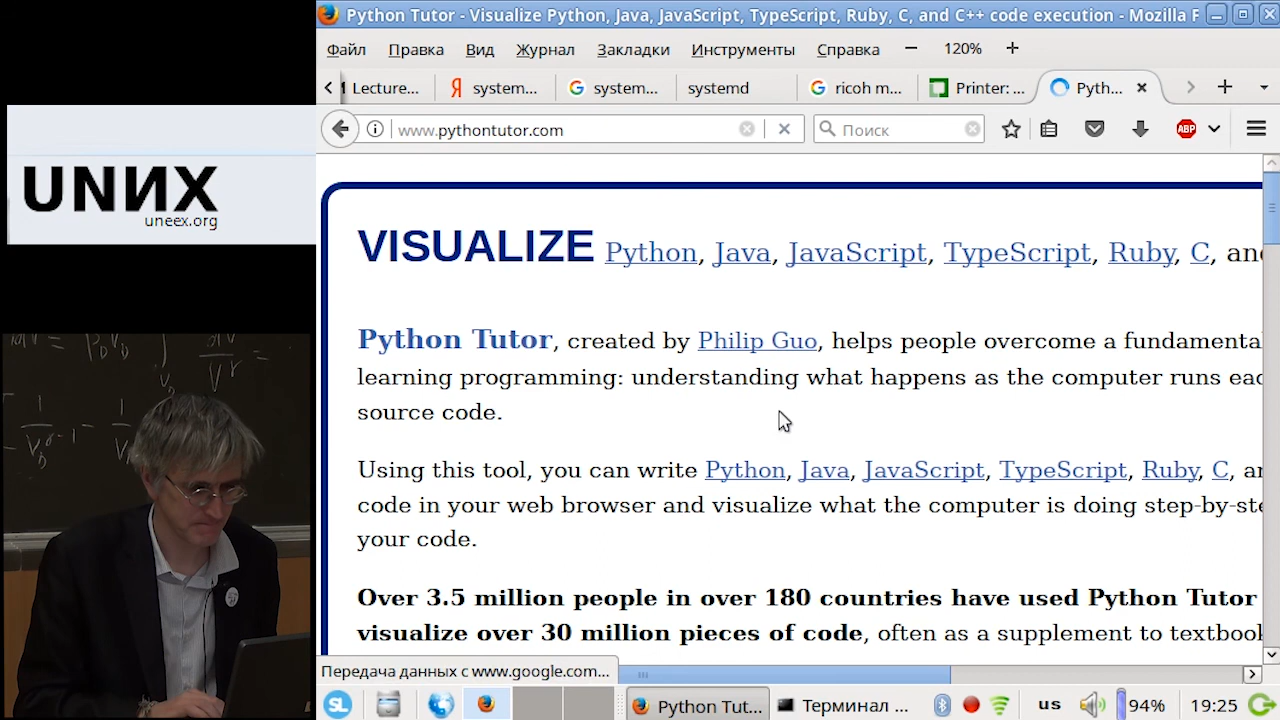 Python Tutor - Visualize Python, Java, JavaScript, TypeScript, Ruby, C, and C++ code execution - Mozilla F
Файл Правка Вид Журнал Закладки Инструменты Справка − 120% +
Lecture... system... system... systemd ricoh m... Printer: ... Pyth...
www.pythontutor.com Поиск ABP
UNИX
uneex.org
VISUALIZE Python, Java, JavaScript, TypeScript, Ruby, C, and
Python Tutor, created by Philip Guo, helps people overcome a fundamental
learning programming: understanding what happens as the computer runs eac
source code.
Using this tool, you can write Python, Java, JavaScript, TypeScript, Ruby, C, an
code in your web browser and visualize what the computer is doing step-by-ste
your code.
Over 3.5 million people in over 180 countries have used Python Tutor
visualize over 30 million pieces of code, often as a supplement to textbook
Передача данных с www.google.com...
SL Python Tut... Терминал ... us 94% 19:25